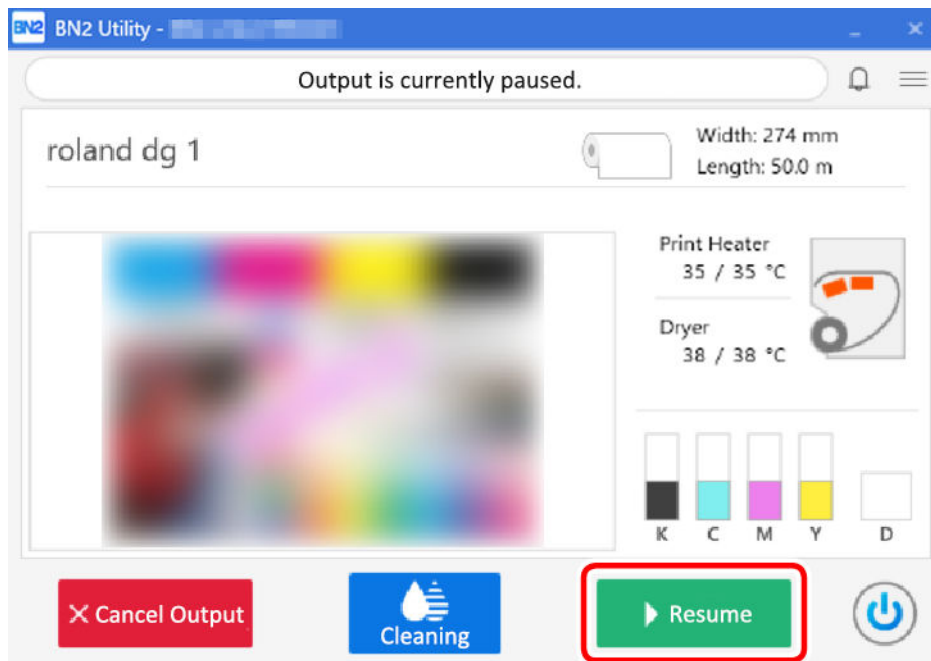 BN2 BN2 Utility -
Output is currently paused.
roland dg 1
Width: 274 mm
Length: 50.0 m
Print Heater
35 / 35 °C
Dryer
38 / 38 °C
K C M Y D
× Cancel Output
Cleaning
Resume